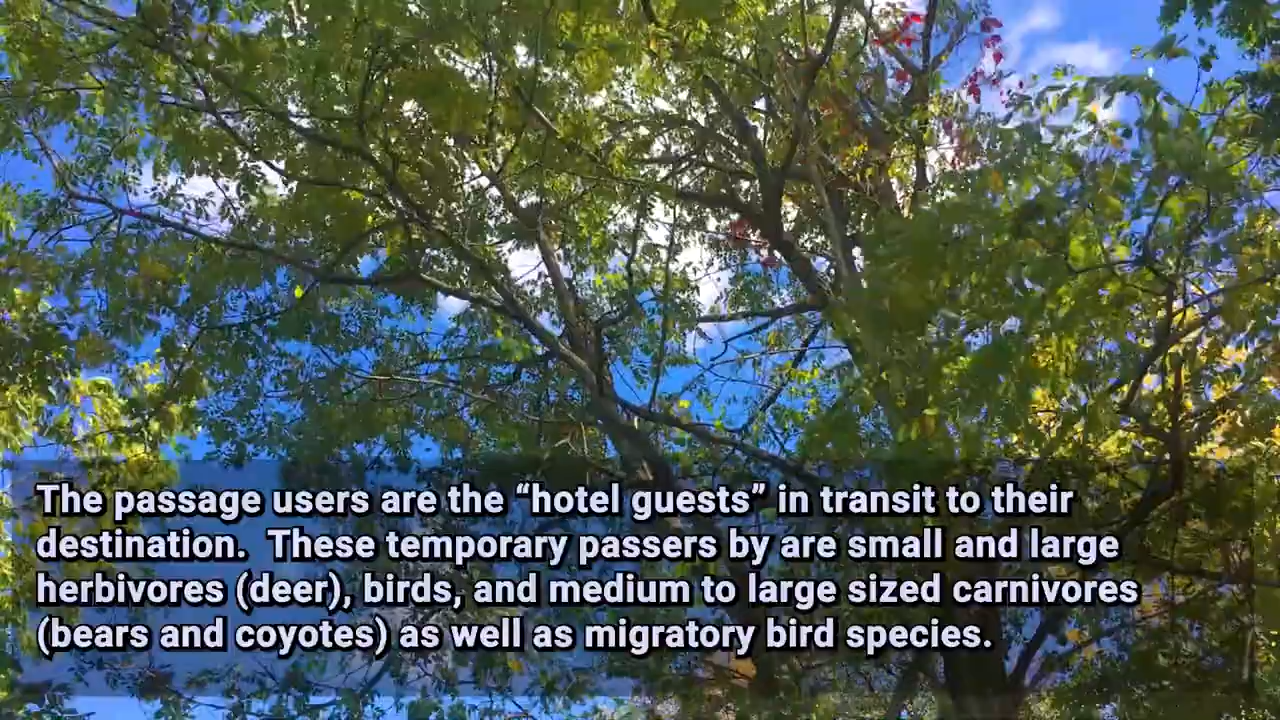 The passage users are the “hotel guests” in transit to their
destination.  These temporary passers by are small and large
herbivores (deer), birds, and medium to large sized carnivores
(bears and coyotes) as well as migratory bird species.